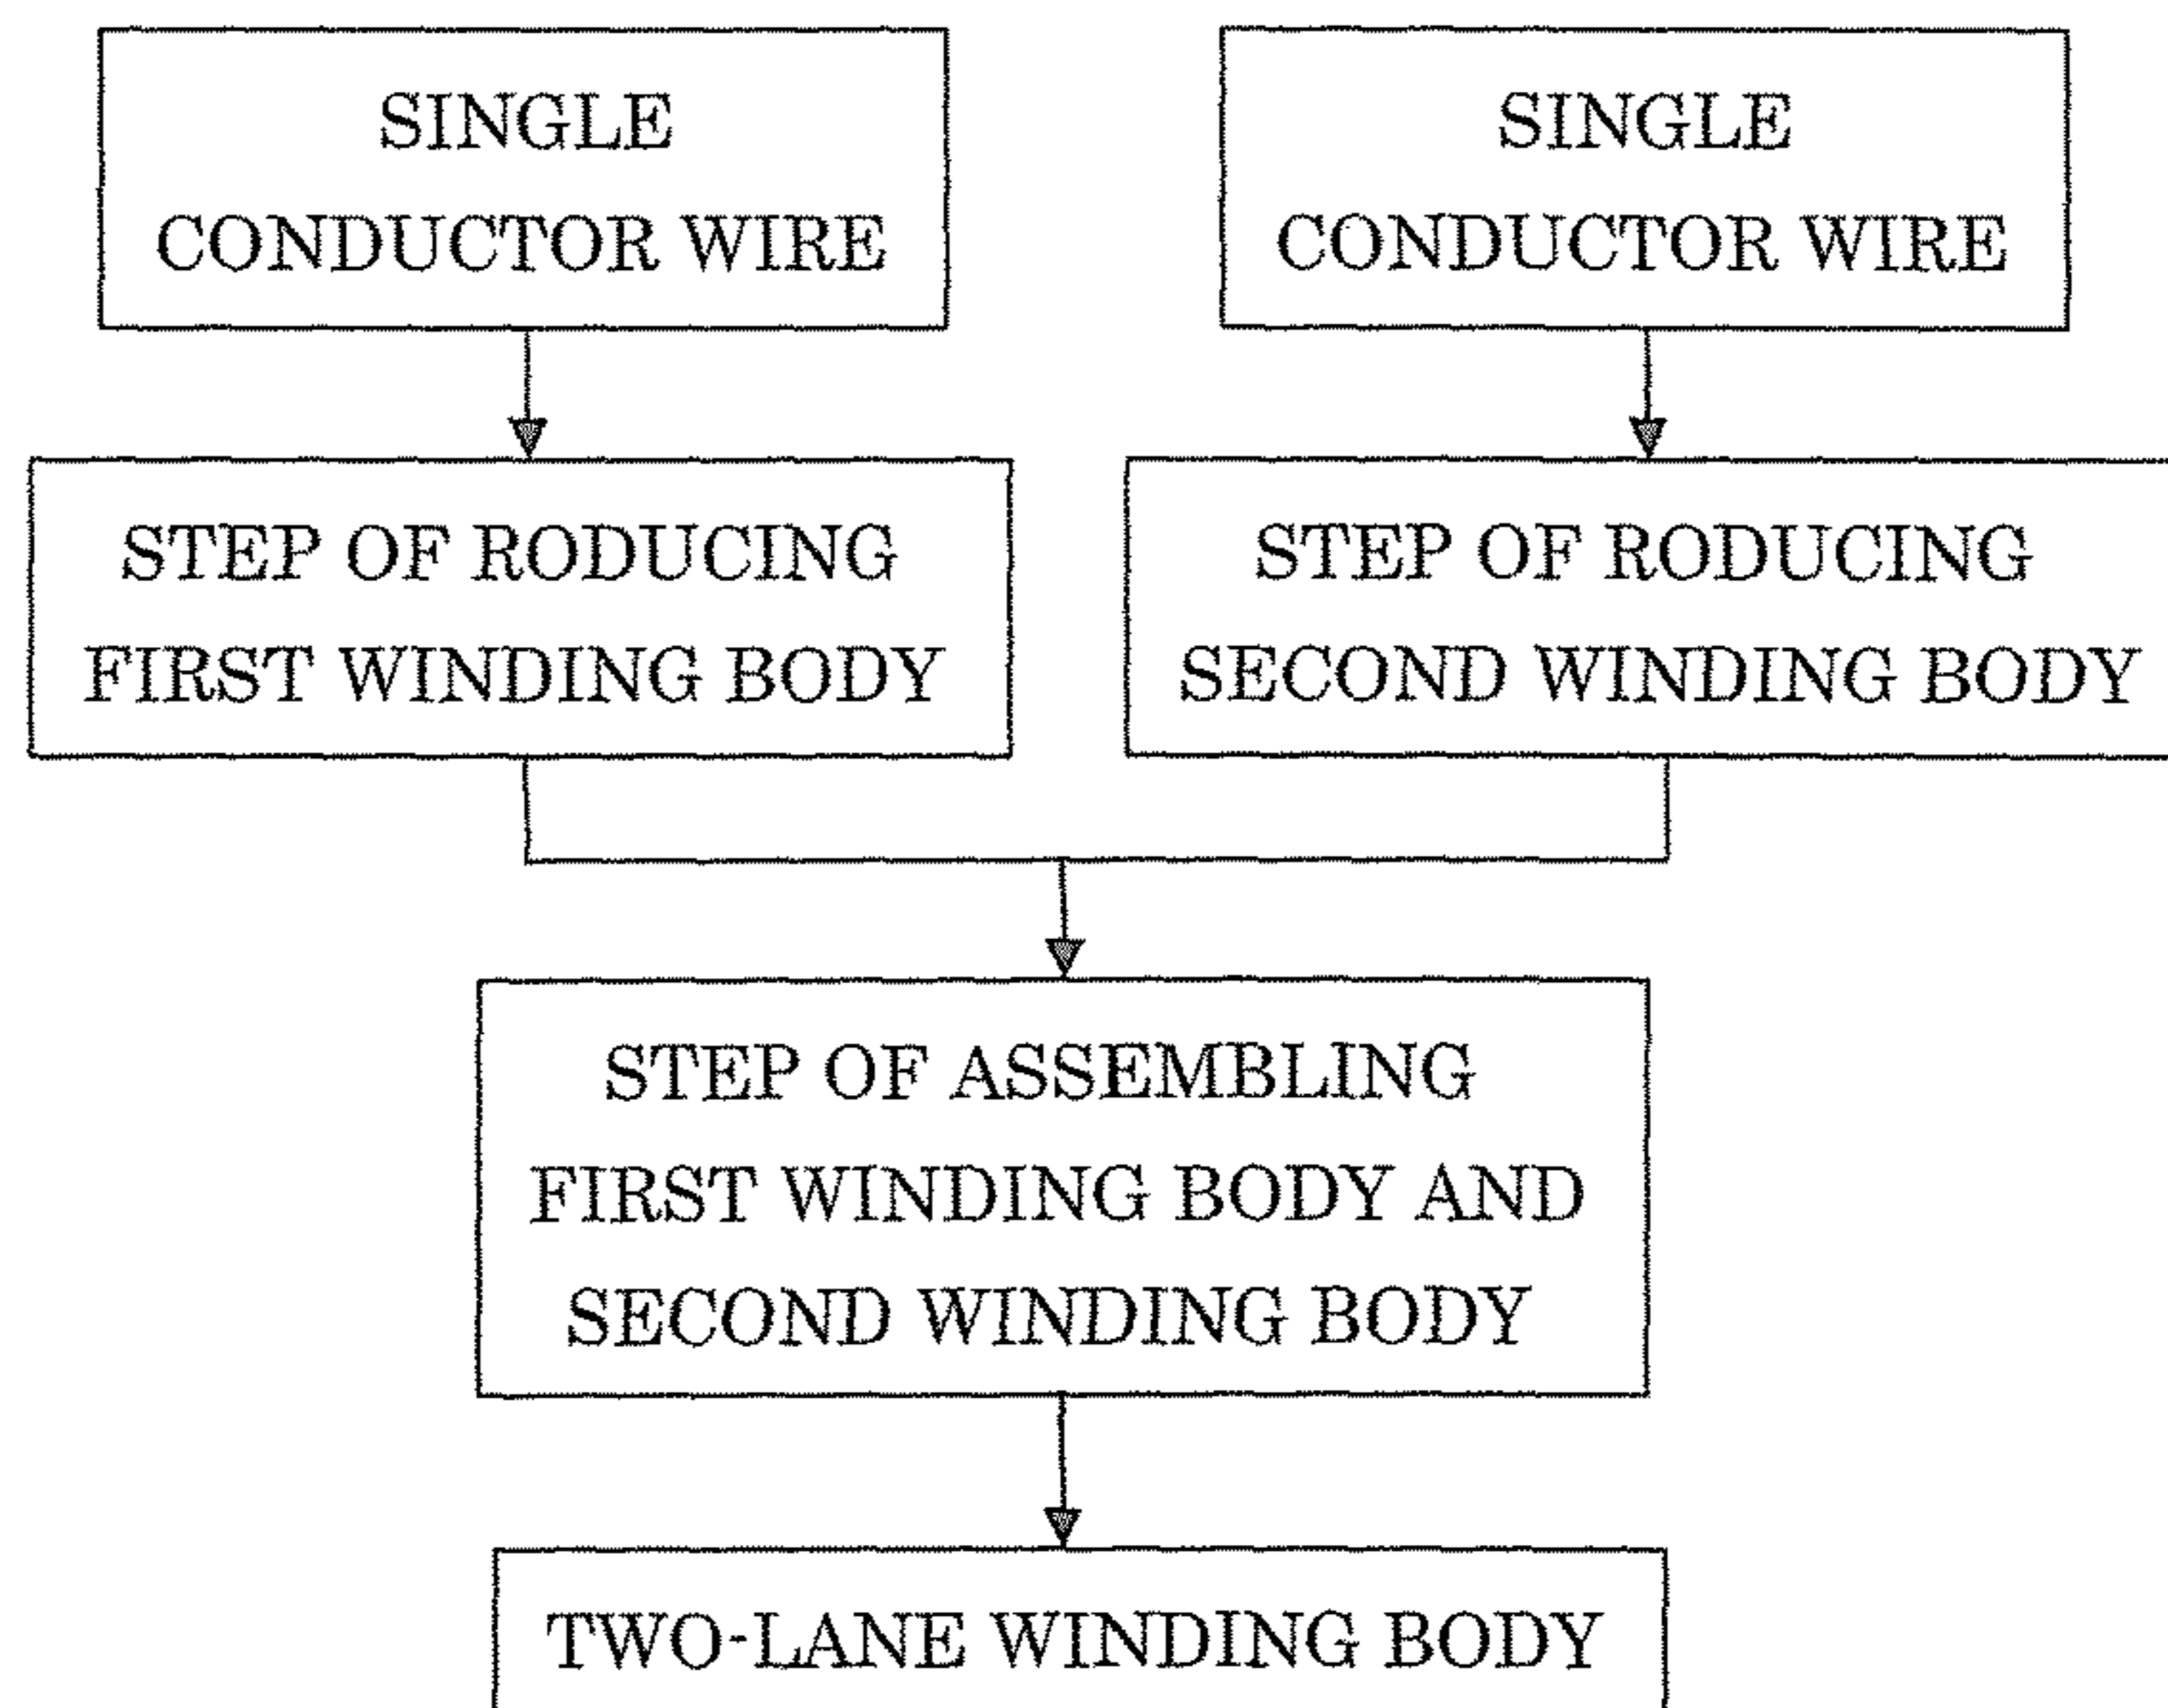 SINGLE
CONDUCTOR WIRE
SINGLE
CONDUCTOR WIRE
STEP OF RODUCING
FIRST WINDING BODY
STEP OF RODUCING
SECOND WINDING BODY
STEP OF ASSEMBLING
FIRST WINDING BODY AND
SECOND WINDING BODY
TWO-LANE WINDING BODY